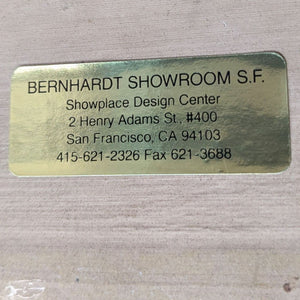 BERNHARDT SHOWROOM S.F.
Showplace Design Center
2 Henry Adams St., #400
San Francisco, CA 94103
415-621-2326 Fax 621-3688